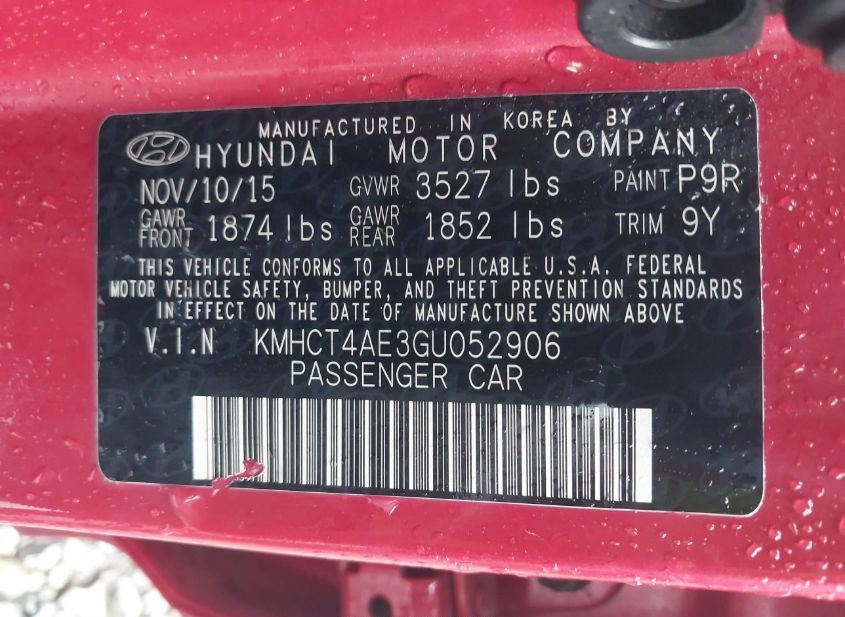 MANUFACTURED IN KOREA BY
HYUNDAI MOTOR COMPANY
NOV/10/15 GVWR 3527 lbs PAINT P9R
GAWR FRONT 1874 lbs GAWR REAR 1852 lbs TRIM 9Y
THIS VEHICLE CONFORMS TO ALL APPLICABLE U.S.A. FEDERAL
MOTOR VEHICLE SAFETY, BUMPER, AND THEFT PREVENTION STANDARDS
IN EFFECT ON THE DATE OF MANUFACTURE SHOWN ABOVE
V.I.N KMHCT4AE3GU052906
PASSENGER CAR